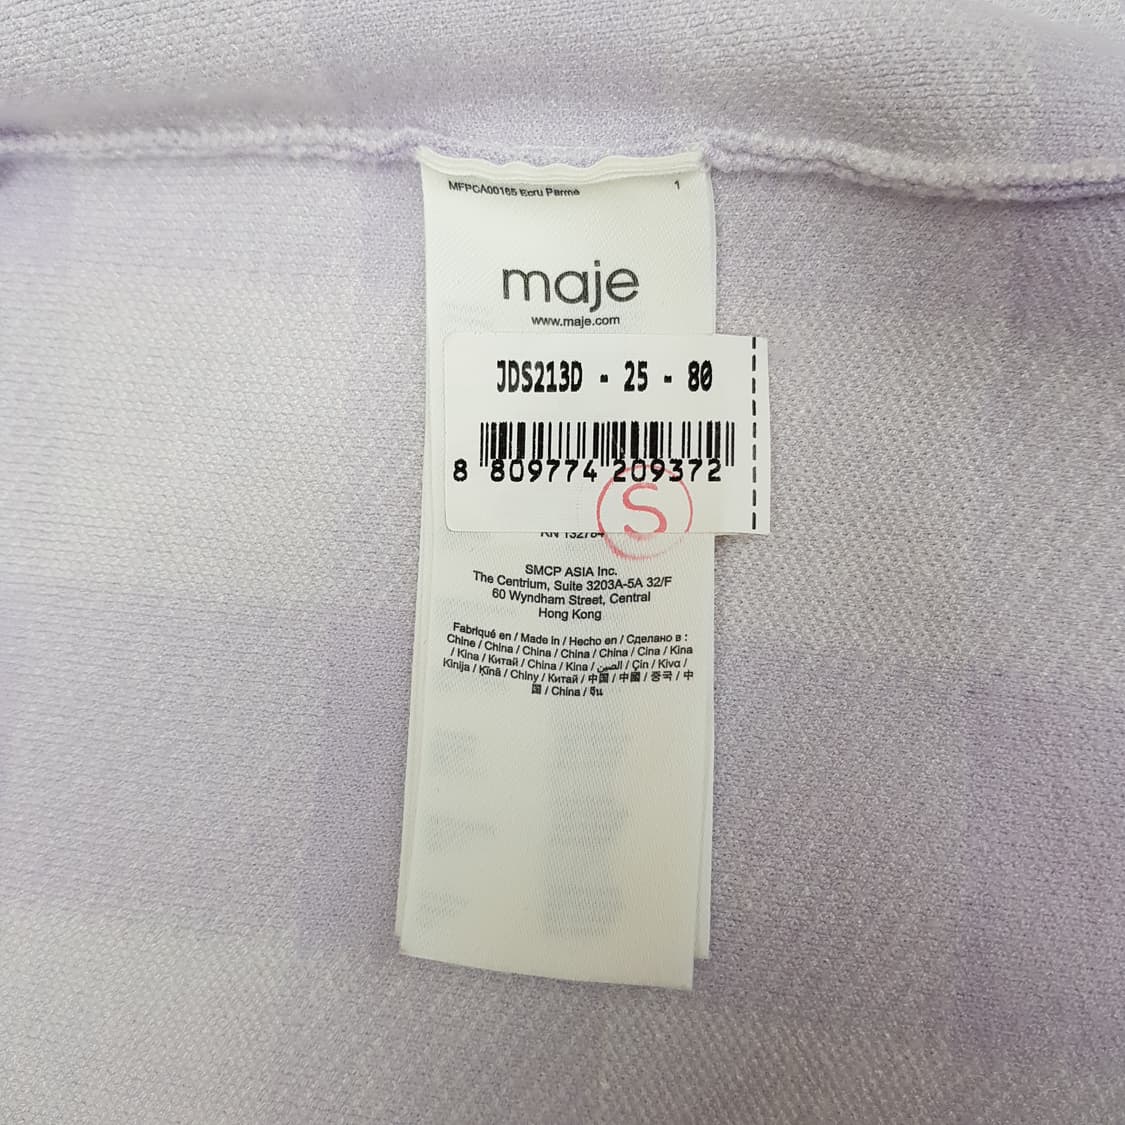 MFPCA00165 Ecru Parme 1
maje
www.maje.com
JDS213D - 25 - 80
8 809774 209372
S
RN 132784
SMCP ASIA Inc.
The Centrium, Suite 3203A-5A 32/F
60 Wyndham Street, Central
Hong Kong
Fabriqué en / Made in / Hecho en / Сделано в :
Chine / China / China / China / China / Cina / Kina
/ Kina / Китай / China / Kina / الصين / Çin / Kíva /
Kinija / Ķīnā / Chiny / Китай / 中国 / 中國 / 중국 / 中
国 / China / จีน